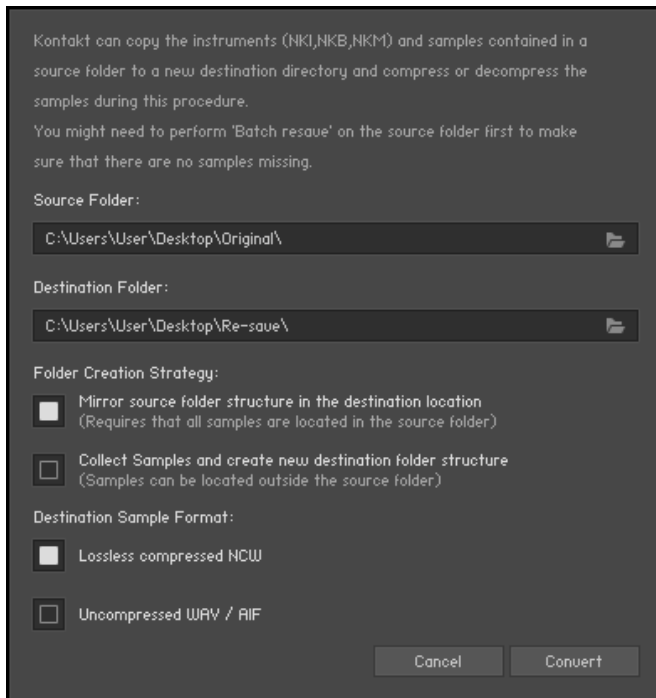 Kontakt can copy the instruments (NKI,NKB,NKM) and samples contained in a
source folder to a new destination directory and compress or decompress the
samples during this procedure.
You might need to perform 'Batch resave' on the source folder first to make
sure that there are no samples missing.
Source Folder:
C:\Users\User\Desktop\Original\
Destination Folder:
C:\Users\User\Desktop\Re-save\
Folder Creation Strategy:
Mirror source folder structure in the destination location
(Requires that all samples are located in the source folder)
Collect Samples and create new destination folder structure
(Samples can be located outside the source folder)
Destination Sample Format:
Lossless compressed NCW
Uncompressed WAV / AIF
Cancel Convert